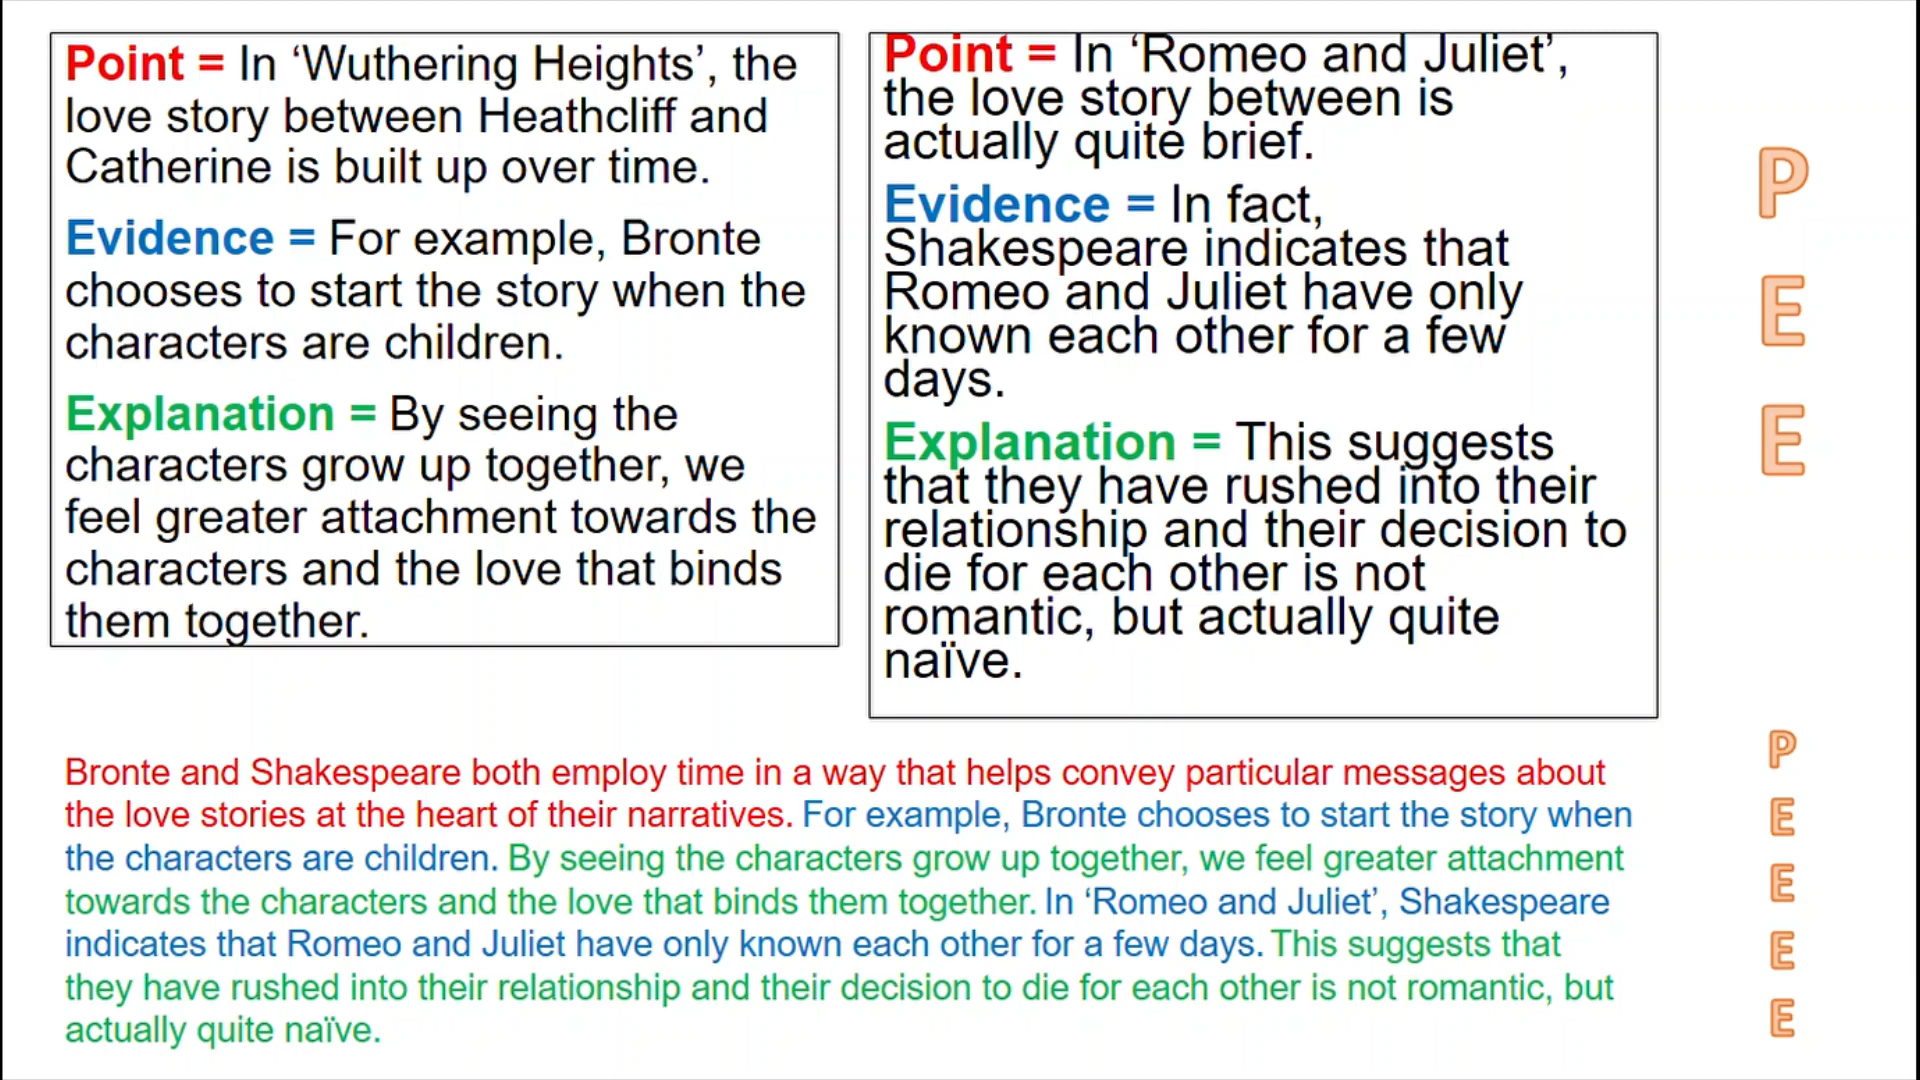 Point = In ‘Wuthering Heights’, the
love story between Heathcliff and
Catherine is built up over time.
Evidence = For example, Bronte
chooses to start the story when the
characters are children.
Explanation = By seeing the
characters grow up together, we
feel greater attachment towards the
characters and the love that binds
them together.
Point = In ‘Romeo and Juliet’,
the love story between is
actually quite brief.
Evidence = In fact,
Shakespeare indicates that
Romeo and Juliet have only
known each other for a few
days.
Explanation = This suggests
that they have rushed into their
relationship and their decision to
die for each other is not
romantic, but actually quite
naïve.
P
E
E
Bronte and Shakespeare both employ time in a way that helps convey particular messages about
the love stories at the heart of their narratives. For example, Bronte chooses to start the story when
the characters are children. By seeing the characters grow up together, we feel greater attachment
towards the characters and the love that binds them together. In ‘Romeo and Juliet’, Shakespeare
indicates that Romeo and Juliet have only known each other for a few days. This suggests that
they have rushed into their relationship and their decision to die for each other is not romantic, but
actually quite naïve.
P
E
E
E
E